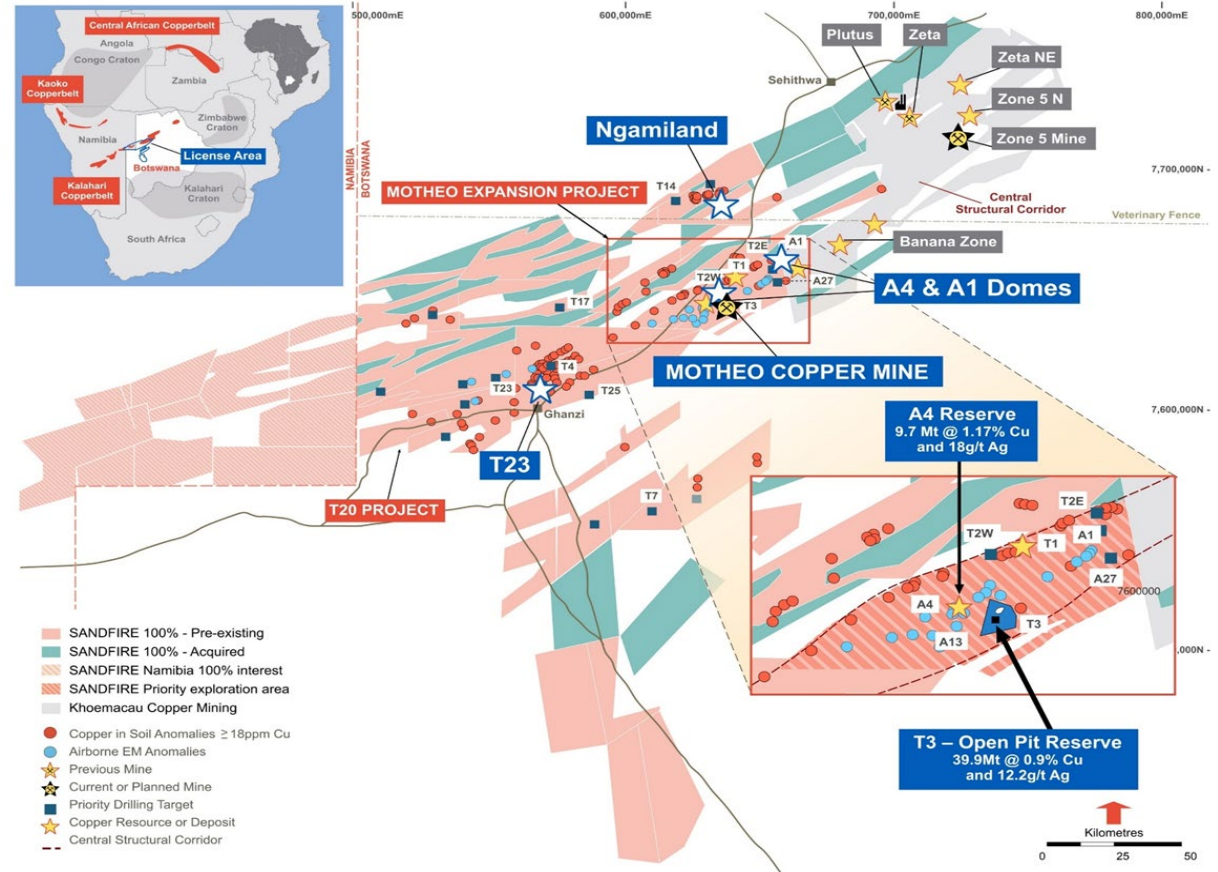 500,000mE
600,000mE
700,000mE
800,000mE
Central African Copperbelt
Angola
Congo Craton
Zambia
Kaoko
Copperbelt
Zimbabwe
Craton
Namibia
License Area
Botswana
Kalahari
Copperbelt
Kalahari
Craton
South Africa
NAMIBIA
BOTSWANA
Plutus
Zeta
Sehithwa
Zeta NE
Zone 5 N
Zone 5 Mine
Ngamiland
7,700,000N -
T14
MOTHEO EXPANSION PROJECT
Central
Structural Corridor
Veterinary Fence
Banana Zone
T2E
A1
T1
T2W
A27
T3
A4 & A1 Domes
T17
MOTHEO COPPER MINE
T4
T23
T25
Ghanzi
7,600,000N -
A4 Reserve
9.7 Mt @ 1.17% Cu
and 18g/t Ag
T23
T20 PROJECT
T7
T2E
T2W
T1
A1
A27
7600000
A4
T3
A13
,000N -
T3 – Open Pit Reserve
39.9Mt @ 0.9% Cu
and 12.2g/t Ag
SANDFIRE 100% - Pre-existing
SANDFIRE 100% - Acquired
SANDFIRE Namibia 100% interest
SANDFIRE Priority exploration area
Khoemacau Copper Mining
Copper in Soil Anomalies ≥ 18ppm Cu
Airborne EM Anomalies
Previous Mine
Current or Planned Mine
Priority Drilling Target
Copper Resource or Deposit
Central Structural Corridor
Kilometres
0 25 50